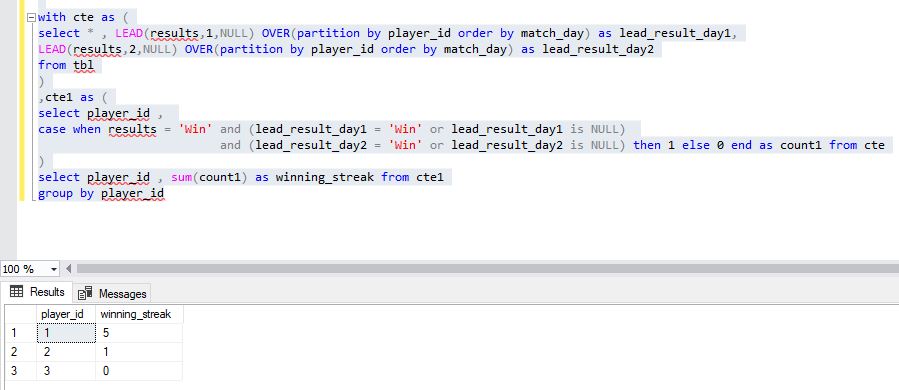 with cte as (
select * , LEAD(results,1,NULL) OVER(partition by player_id order by match_day) as lead_result_day1,
LEAD(results,2,NULL) OVER(partition by player_id order by match_day) as lead_result_day2
from tbl
)
,cte1 as (
select player_id ,
case when results = 'Win' and (lead_result_day1 = 'Win' or lead_result_day1 is NULL)
and (lead_result_day2 = 'Win' or lead_result_day2 is NULL) then 1 else 0 end as count1 from cte
)
select player_id , sum(count1) as winning_streak from cte1
group by player_id
100 %
Results Messages
player_id winning_streak
1 1 5
2 2 1
3 3 0